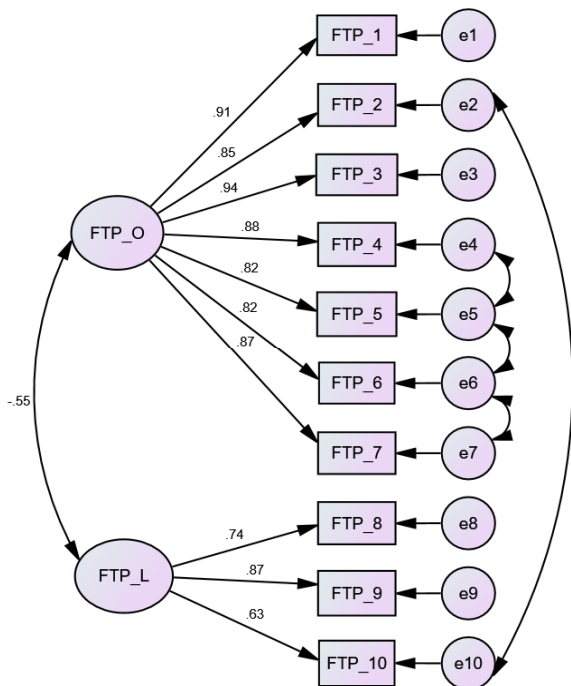 FTP_1 e1
.91
FTP_2 e2
.85
FTP_3 e3
.94
FTP_O
.88
FTP_4 e4
.82
FTP_5 e5
.82
.87
FTP_6 e6
-.55
FTP_7 e7
FTP_8 e8
.74
FTP_L
.87
FTP_9 e9
.63
FTP_10 e10